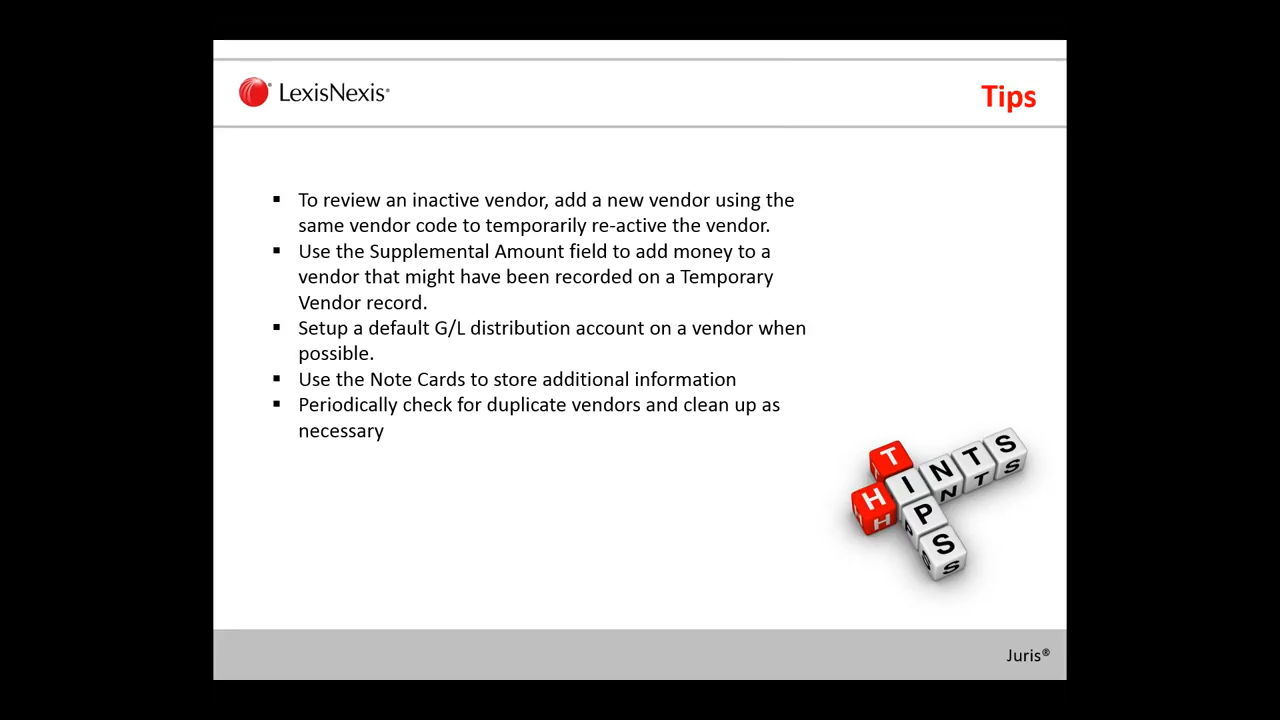 LexisNexis®
Tips
▪ To review an inactive vendor, add a new vendor using the
same vendor code to temporarily re-active the vendor.
▪ Use the Supplemental Amount field to add money to a
vendor that might have been recorded on a Temporary
Vendor record.
▪ Setup a default G/L distribution account on a vendor when
possible.
▪ Use the Note Cards to store additional information
▪ Periodically check for duplicate vendors and clean up as
necessary
HINTS
TIPS
Juris®